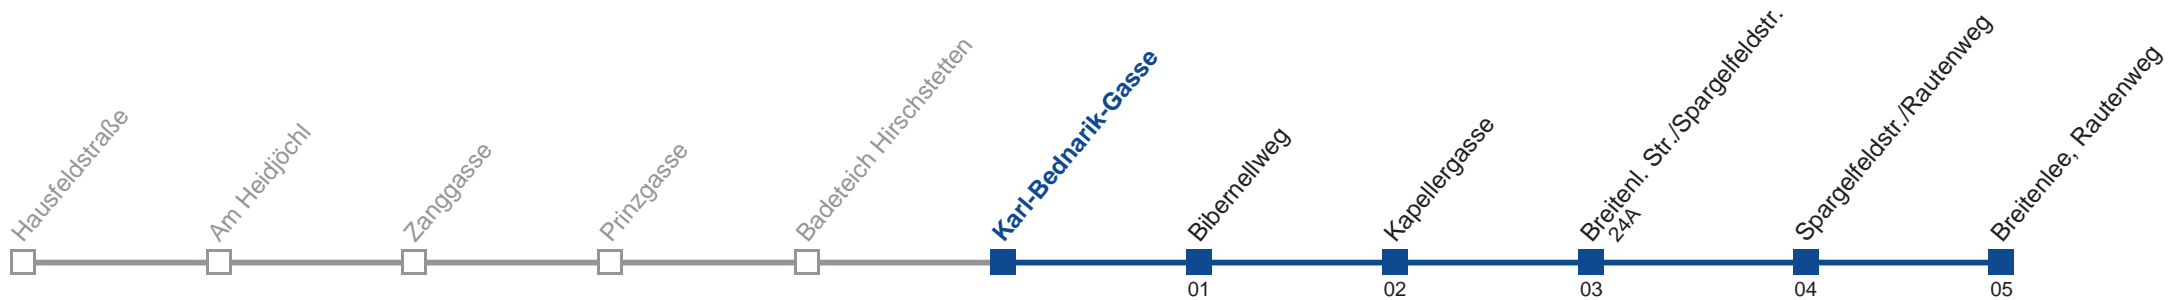 Hausfeldstraße
Am Heidjöchl
Zanggasse
Prinzgasse
Badeteich Hirschstetten
Karl-Bednarik-Gasse
Bibernellweg
Kapellergasse
Breitenl. Str./Spargelfeldstr.
24A
Spargelfeldstr./Rautenweg
Breitenlee, Rautenweg
01
02
03
04
05